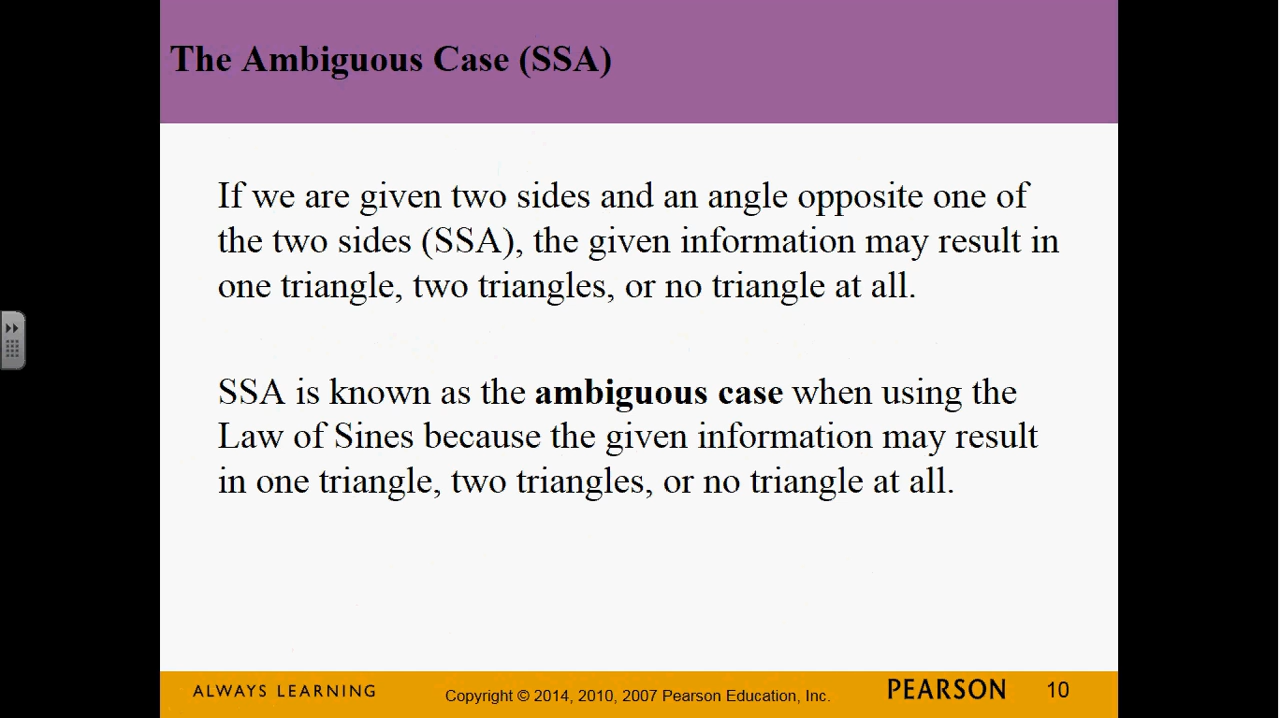 The Ambiguous Case (SSA)
If we are given two sides and an angle opposite one of
the two sides (SSA), the given information may result in
one triangle, two triangles, or no triangle at all.
SSA is known as the ambiguous case when using the
Law of Sines because the given information may result
in one triangle, two triangles, or no triangle at all.
ALWAYS LEARNING
Copyright © 2014, 2010, 2007 Pearson Education, Inc.
PEARSON
10